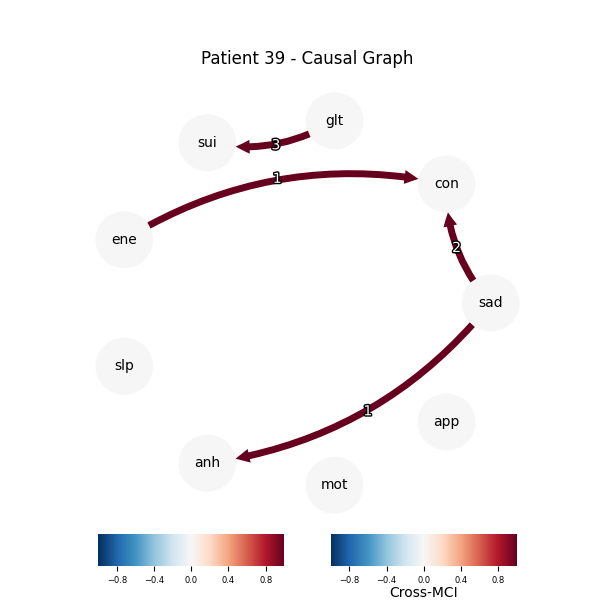 Patient 39 - Causal Graph
glt
sui
3
1
con
ene
2
sad
slp
1
app
anh
mot
−0.8 −0.4 0.0 0.4 0.8 −0.8 −0.4 0.0 0.4 0.8
Cross-MCI